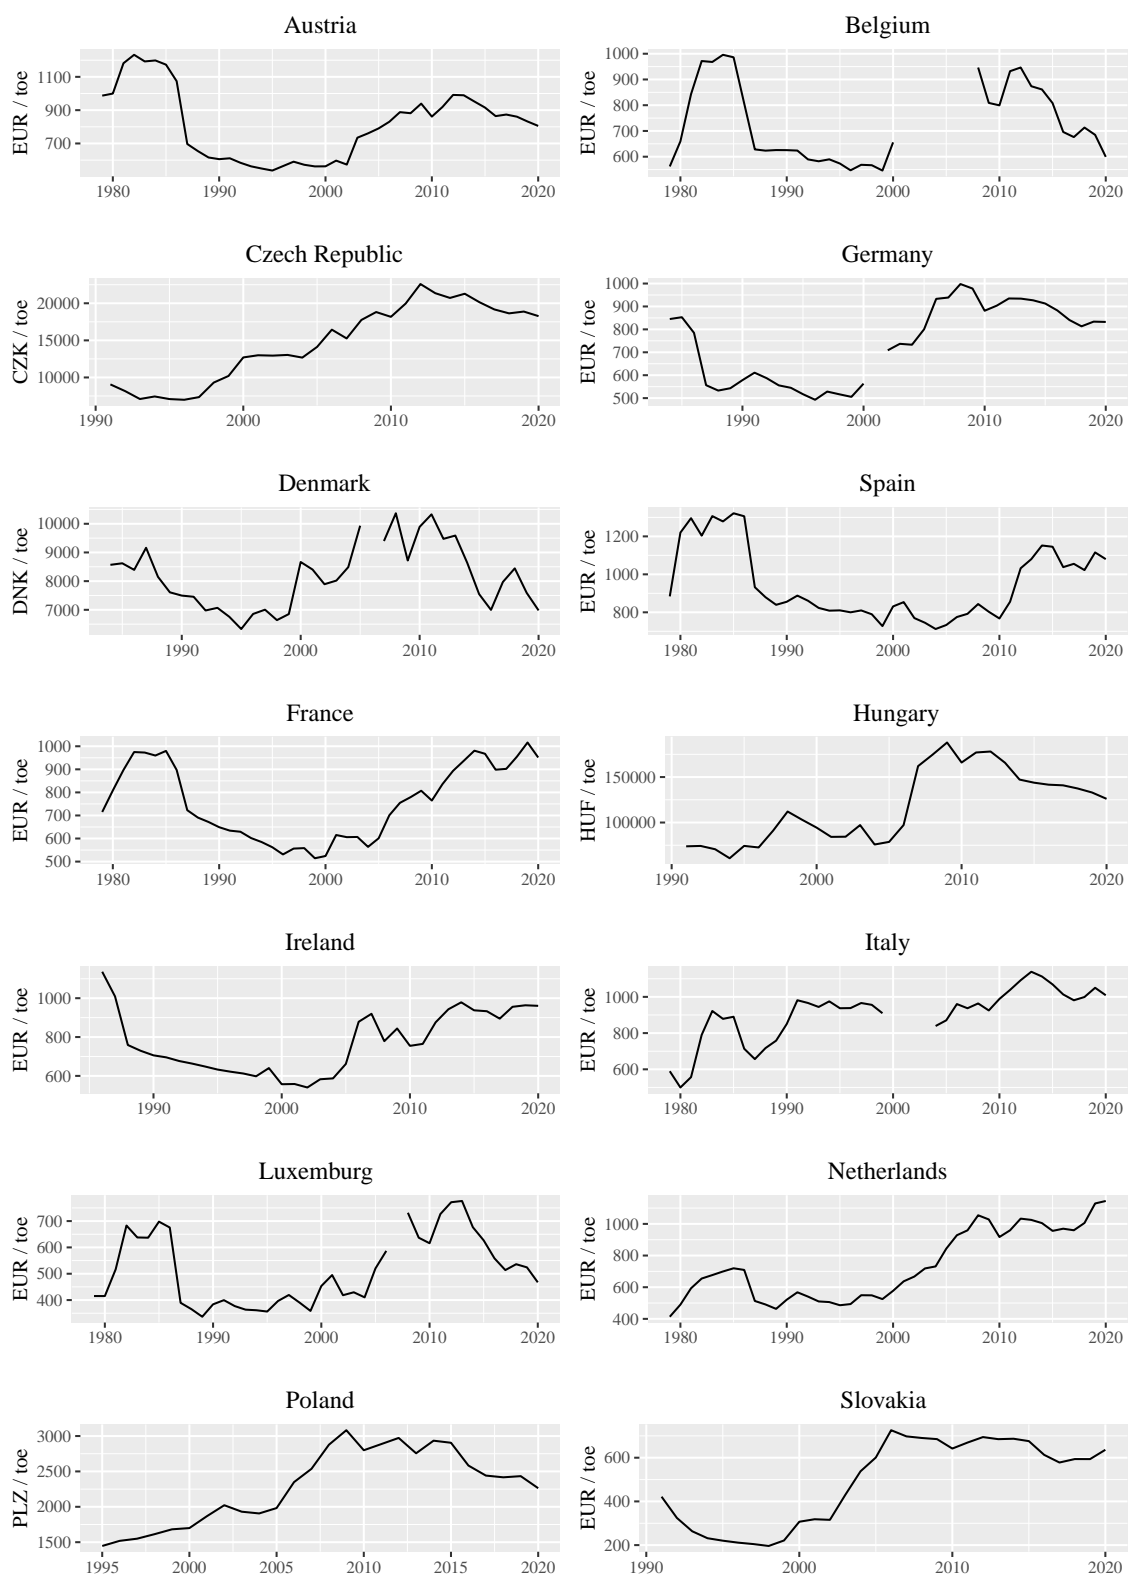 Austria
EUR / toe
1100
900
700
1980 1990 2000 2010 2020
Belgium
EUR / toe
1000
900
800
700
600
1980 1990 2000 2010 2020
Czech Republic
CZK / toe
20000
15000
10000
1990 2000 2010 2020
Germany
EUR / toe
1000
900
800
700
600
500
1990 2000 2010 2020
Denmark
DNK / toe
10000
9000
8000
7000
1990 2000 2010 2020
Spain
EUR / toe
1200
1000
800
1980 1990 2000 2010 2020
France
EUR / toe
1000
900
800
700
600
500
1980 1990 2000 2010 2020
Hungary
HUF / toe
150000
100000
1990 2000 2010 2020
Ireland
EUR / toe
1000
800
600
1990 2000 2010 2020
Italy
EUR / toe
1000
800
600
1980 1990 2000 2010 2020
Luxemburg
EUR / toe
700
600
500
400
1980 1990 2000 2010 2020
Netherlands
EUR / toe
1000
800
600
400
1980 1990 2000 2010 2020
Poland
PLZ / toe
3000
2500
2000
1500
1995 2000 2005 2010 2015 2020
Slovakia
EUR / toe
600
400
200
1990 2000 2010 2020